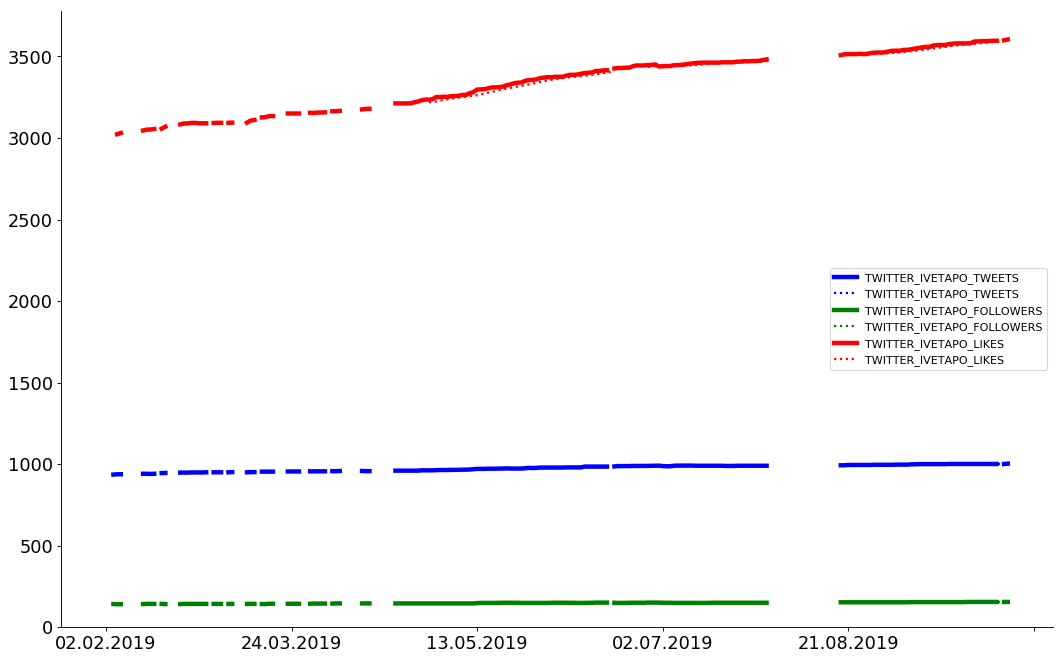 3500
3000
2500
2000
1500
1000
500
0
TWITTER_IVETAPO_TWEETS
TWITTER_IVETAPO_TWEETS
TWITTER_IVETAPO_FOLLOWERS
TWITTER_IVETAPO_FOLLOWERS
TWITTER_IVETAPO_LIKES
TWITTER_IVETAPO_LIKES
02.02.2019 24.03.2019 13.05.2019 02.07.2019 21.08.2019